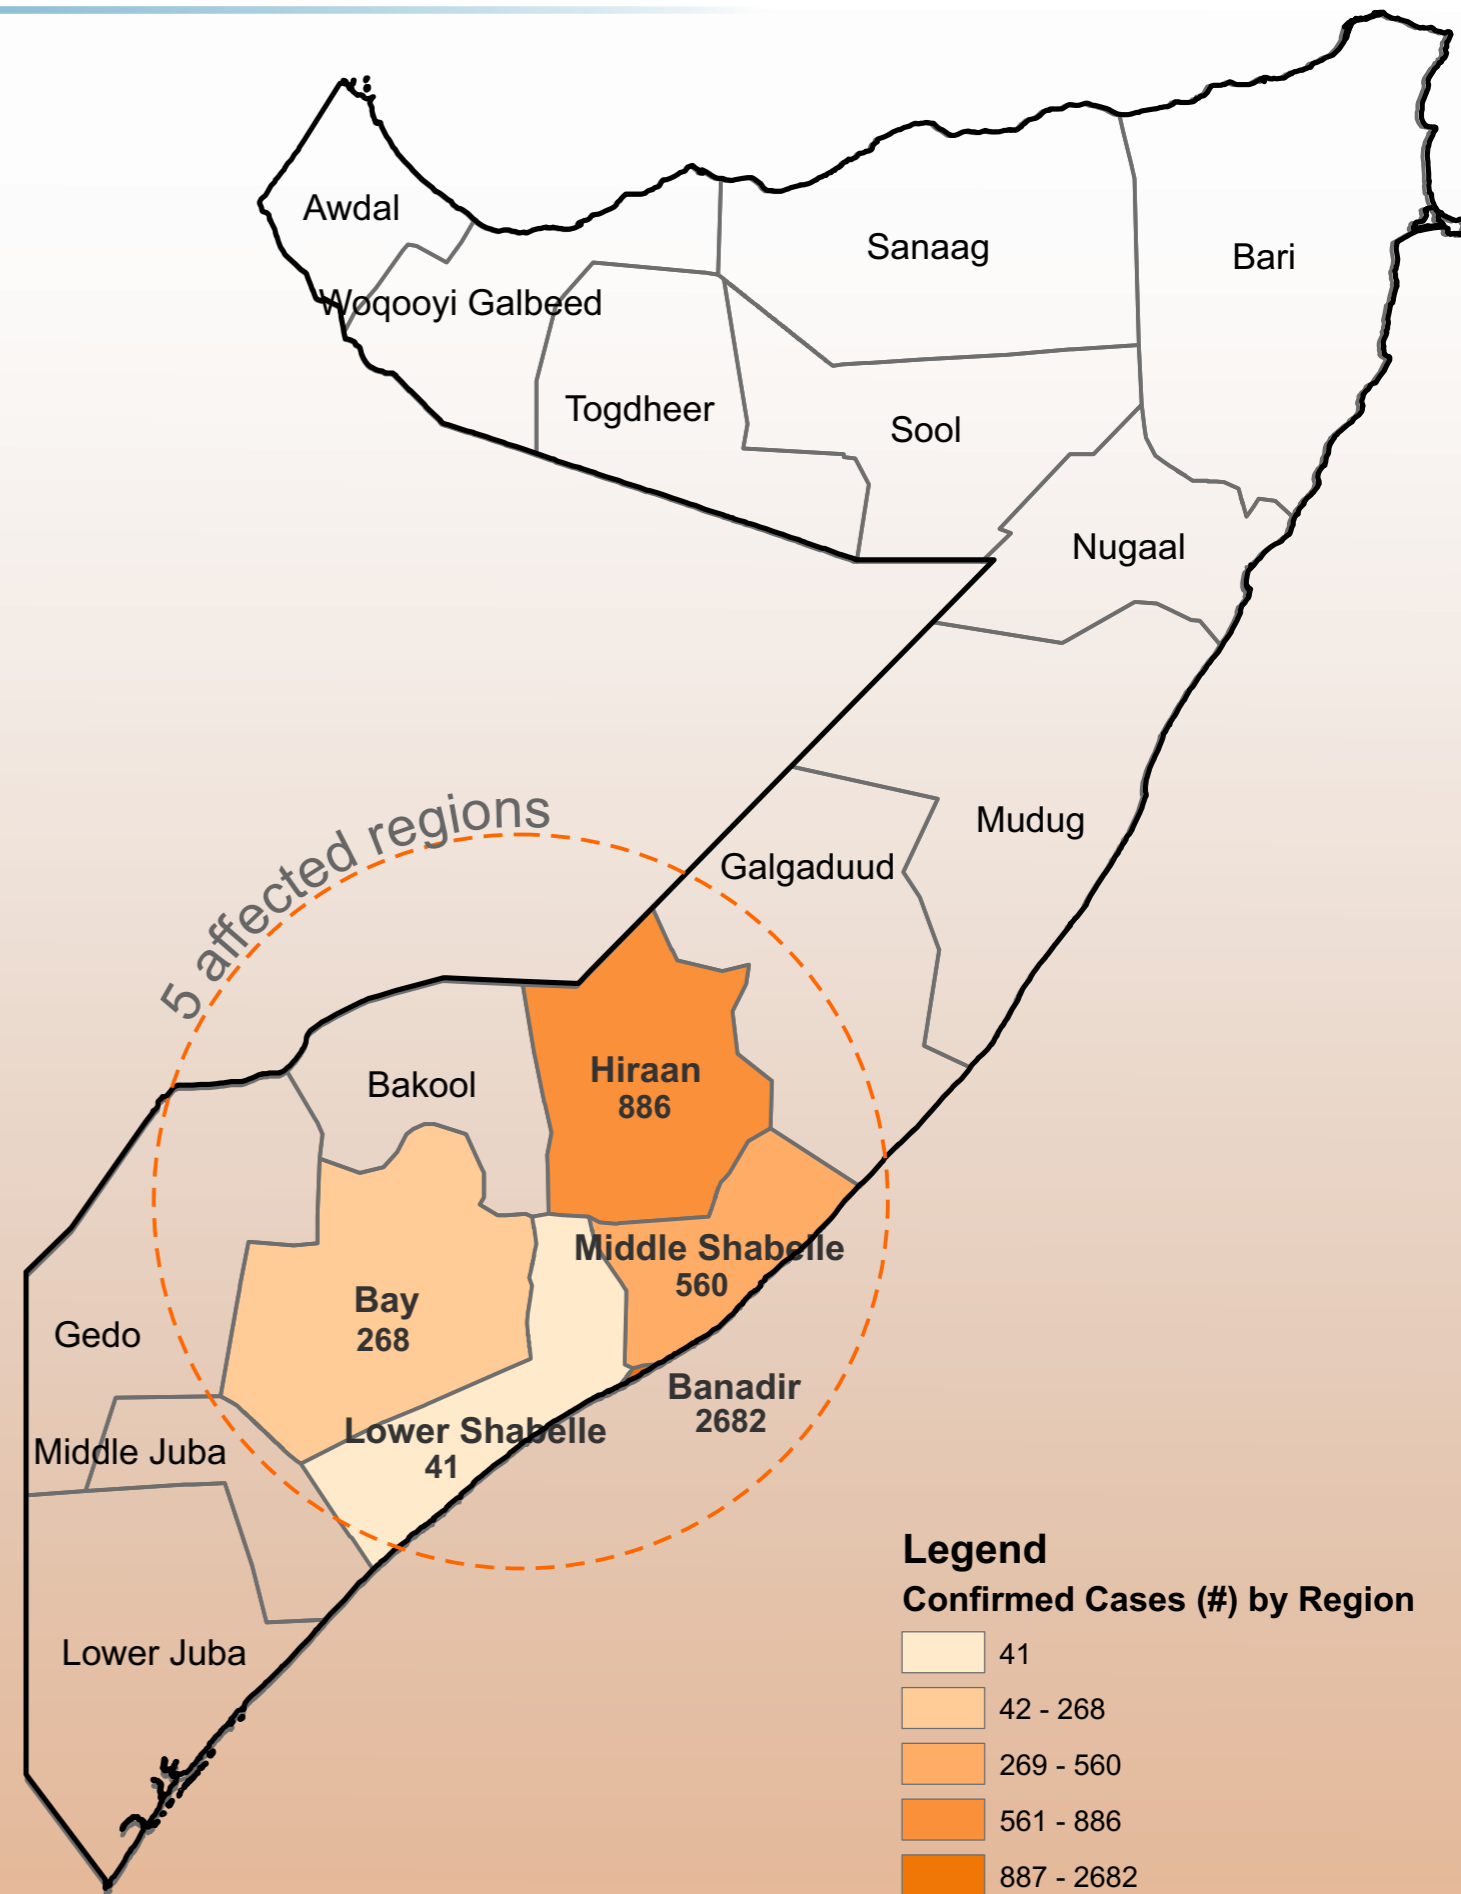 Awdal
Woqooyi Galbeed
Sanaag
Bari
Togdheer
Sool
Nugaal
Mudug
Galgaduud
5 affected regions
Hiraan
886
Bakool
Middle Shabelle
560
Bay
268
Gedo
Banadir
2682
Lower Shabelle
41
Middle Juba
Lower Juba
Legend
Confirmed Cases (#) by Region
41
42 - 268
269 - 560
561 - 886
887 - 2682